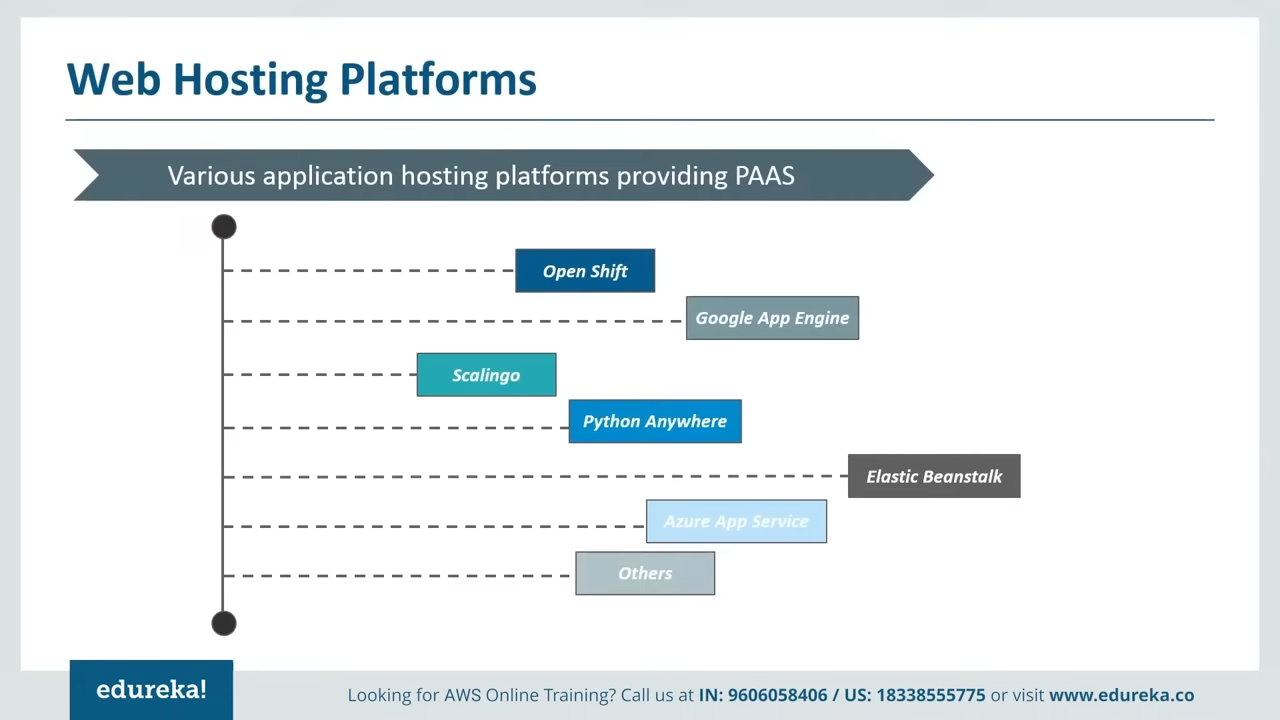 Web Hosting Platforms
Various application hosting platforms providing PAAS
Open Shift
Google App Engine
Scalingo
Python Anywhere
Elastic Beanstalk
Azure App Service
Others
edureka!
Looking for AWS Online Training? Call us at IN: 9606058406 / US: 18338555775 or visit www.edureka.co